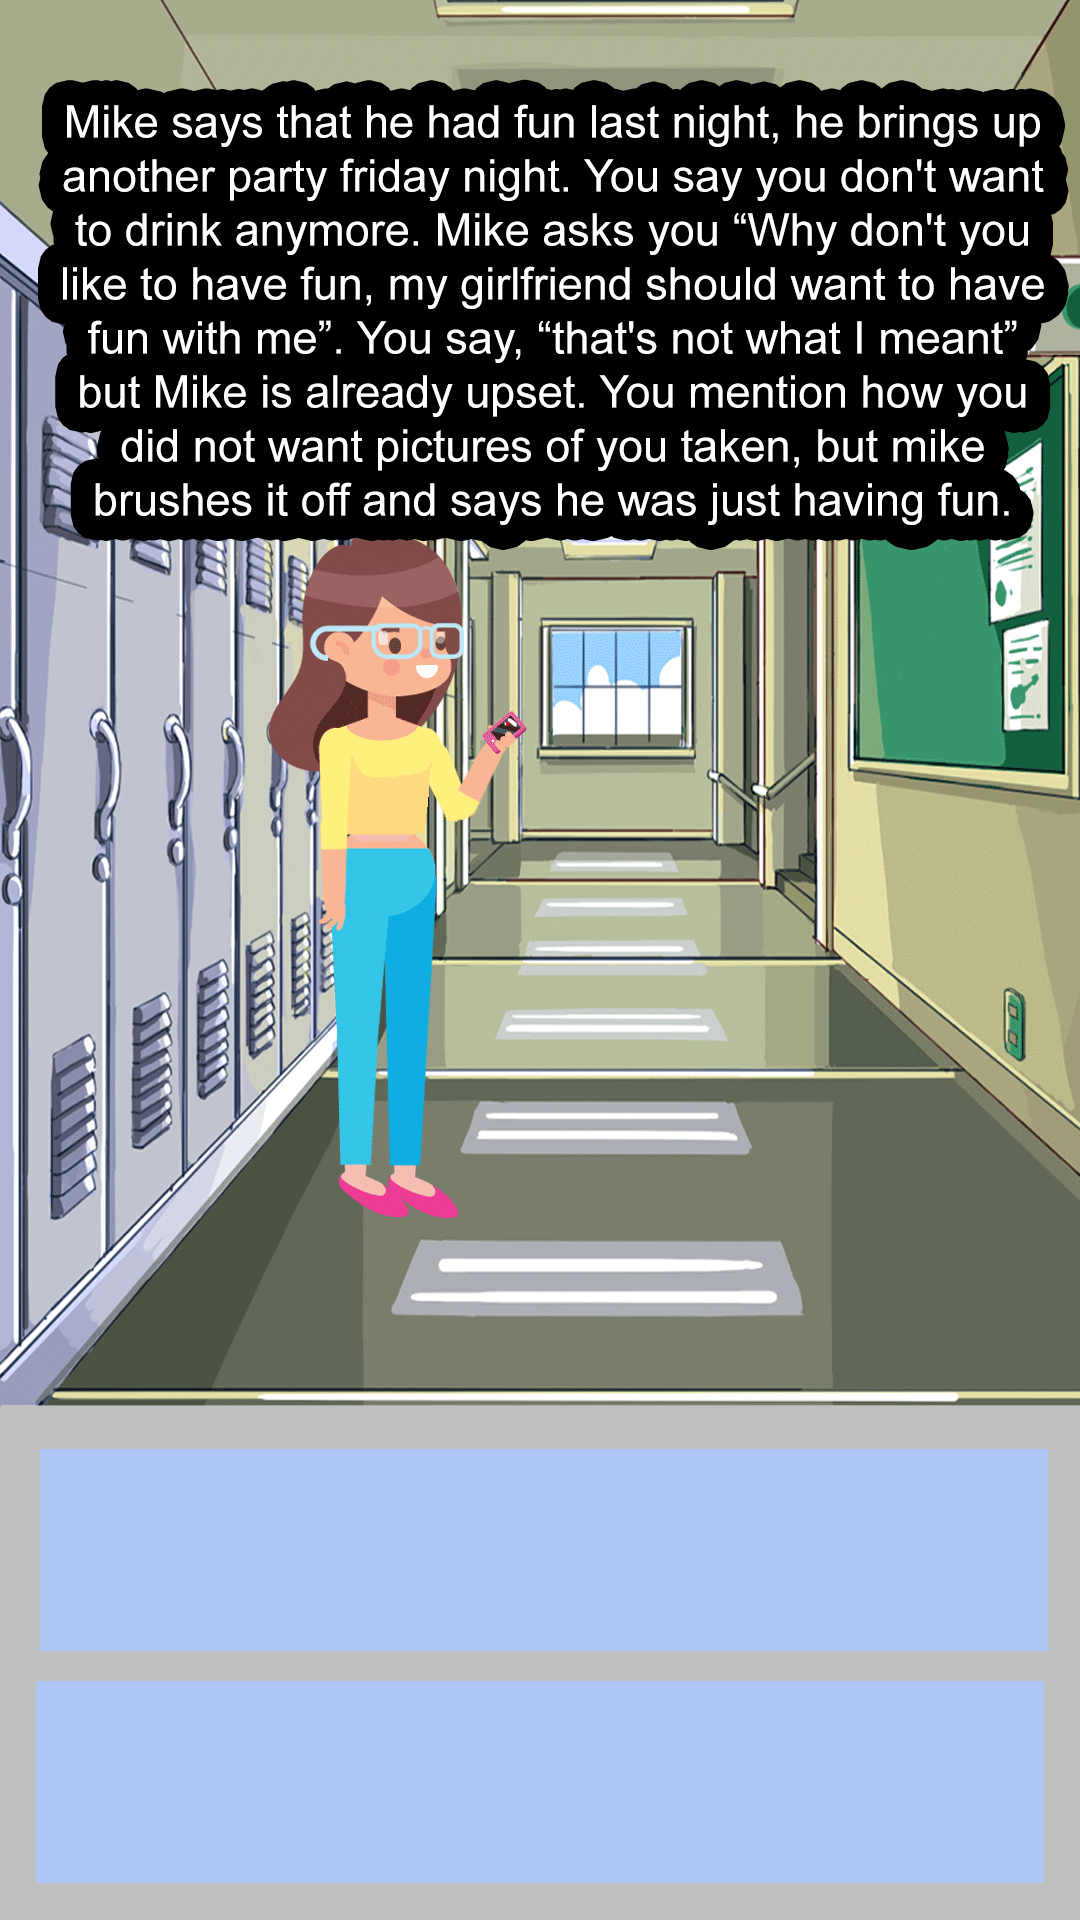 Mike says that he had fun last night, he brings up
another party friday night. You say you don't want
to drink anymore. Mike asks you “Why don't you
like to have fun, my girlfriend should want to have
fun with me”. You say, “that's not what I meant”
but Mike is already upset. You mention how you
did not want pictures of you taken, but mike
brushes it off and says he was just having fun.